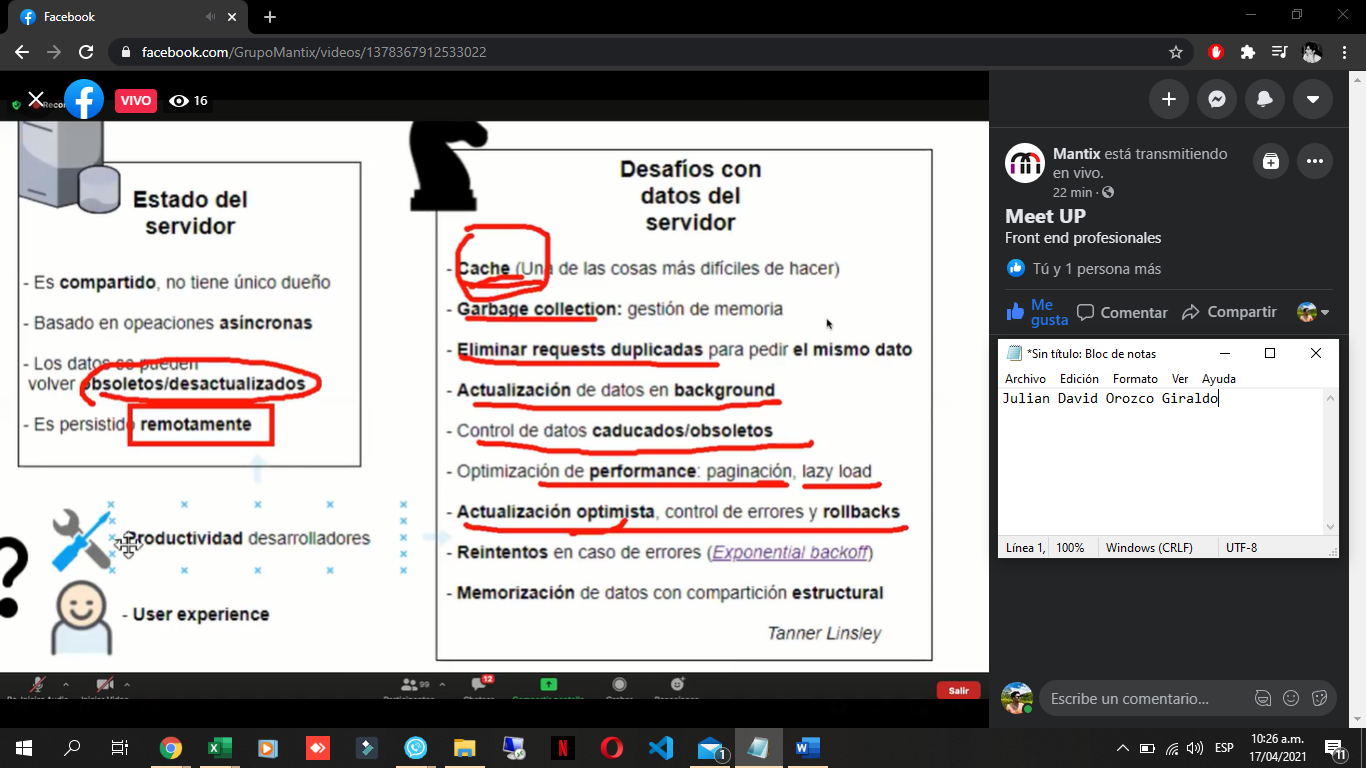 Facebook
facebook.com/GrupoMantix/videos/1378367912533022
VIVO
16
Estado del
servidor
- Es compartido, no tiene único dueño
- Basado en opeaciones asíncronas
- Los datos se pueden
volver obsoletos/desactualizados
- Es persistido remotamente
- Productividad desarrolladores
- User experience
?
Desafíos con
datos del
servidor
- Cache (Una de las cosas más difíciles de hacer)
- Garbage collection: gestión de memoria
- Eliminar requests duplicadas para pedir el mismo dato
- Actualización de datos en background
- Control de datos caducados/obsoletos
- Optimización de performance: paginación, lazy load
- Actualización optimista, control de errores y rollbacks
- Reintentos en caso de errores (Exponential backoff)
- Memorización de datos con compartición estructural
Tanner Linsley
99
12
Salir
Mantix está transmitiendo
en vivo.
22 min ·
Meet UP
Front end profesionales
Tú y 1 persona más
Me
gusta
Comentar
Compartir
*Sin título: Bloc de notas
Archivo Edición Formato Ver Ayuda
Julian David Orozco Giraldo
Línea 1, 100% Windows (CRLF) UTF-8
Escribe un comentario...
1
ESP
10:26 a.m.
17/04/2021
11